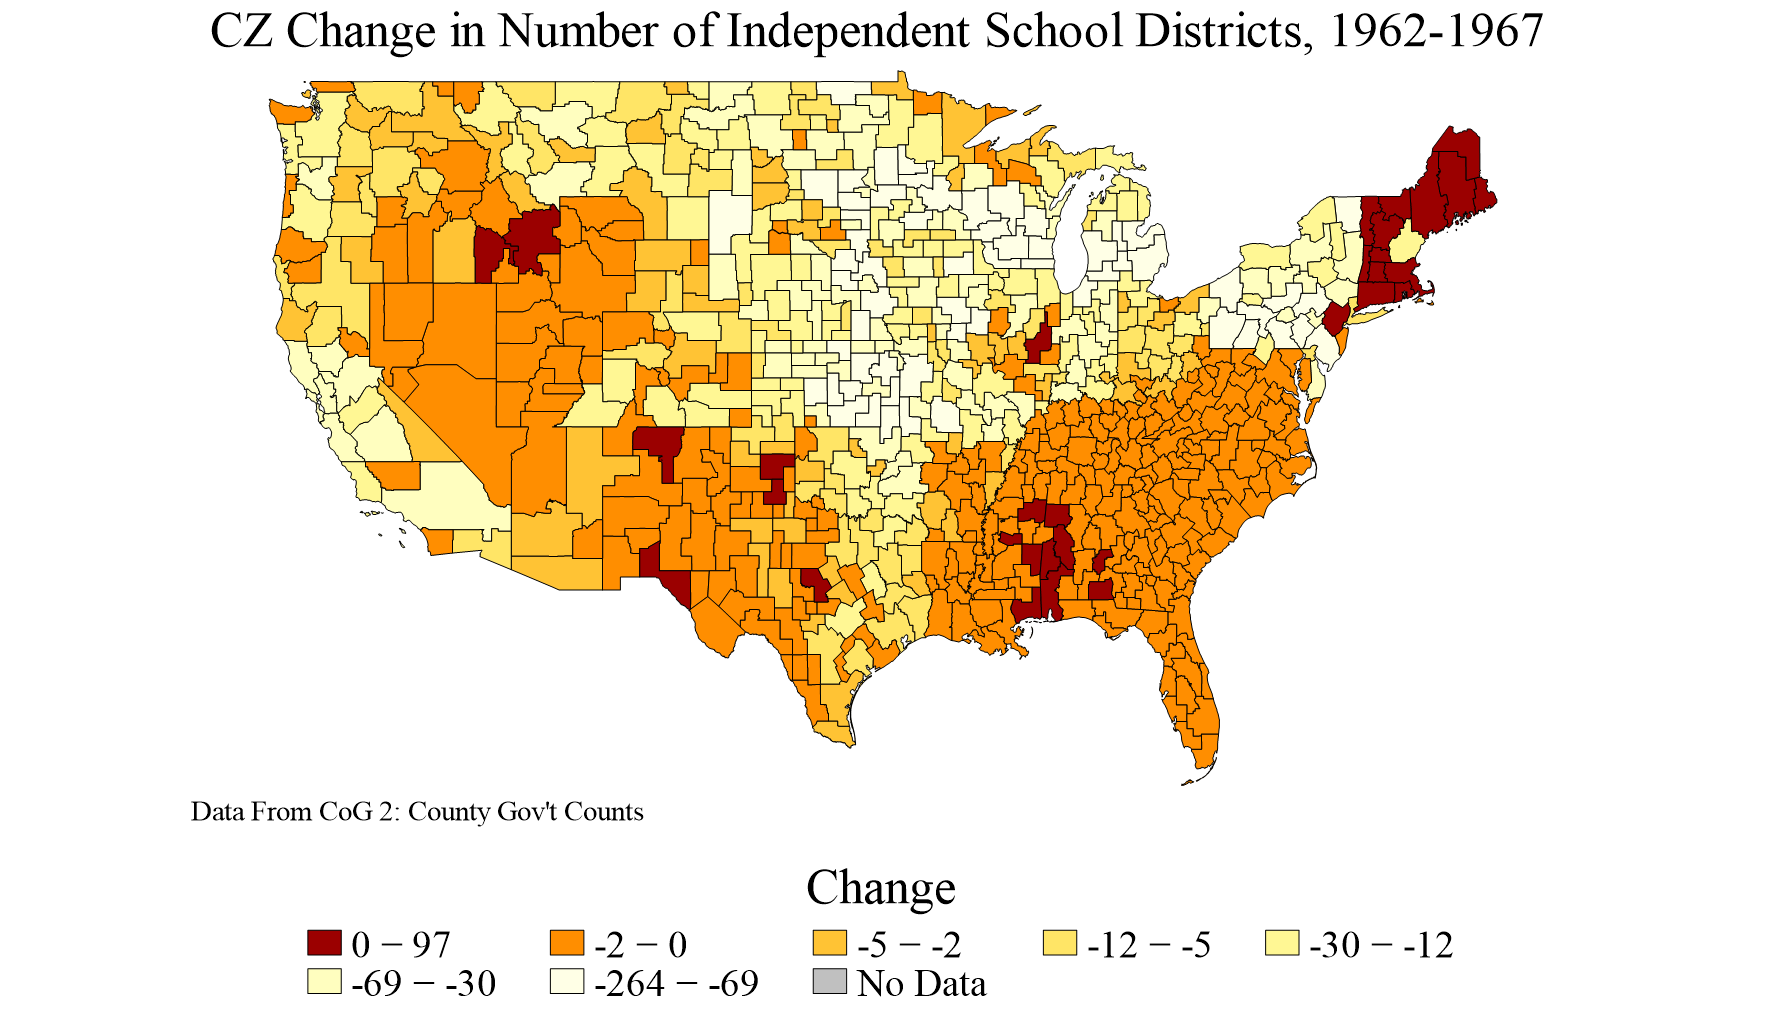 CZ Change in Number of Independent School Districts, 1962-1967
Data From CoG 2: County Gov't Counts
Change
0 − 97
-2 − 0
-5 − -2
-12 − -5
-30 − -12
-69 − -30
-264 − -69
No Data